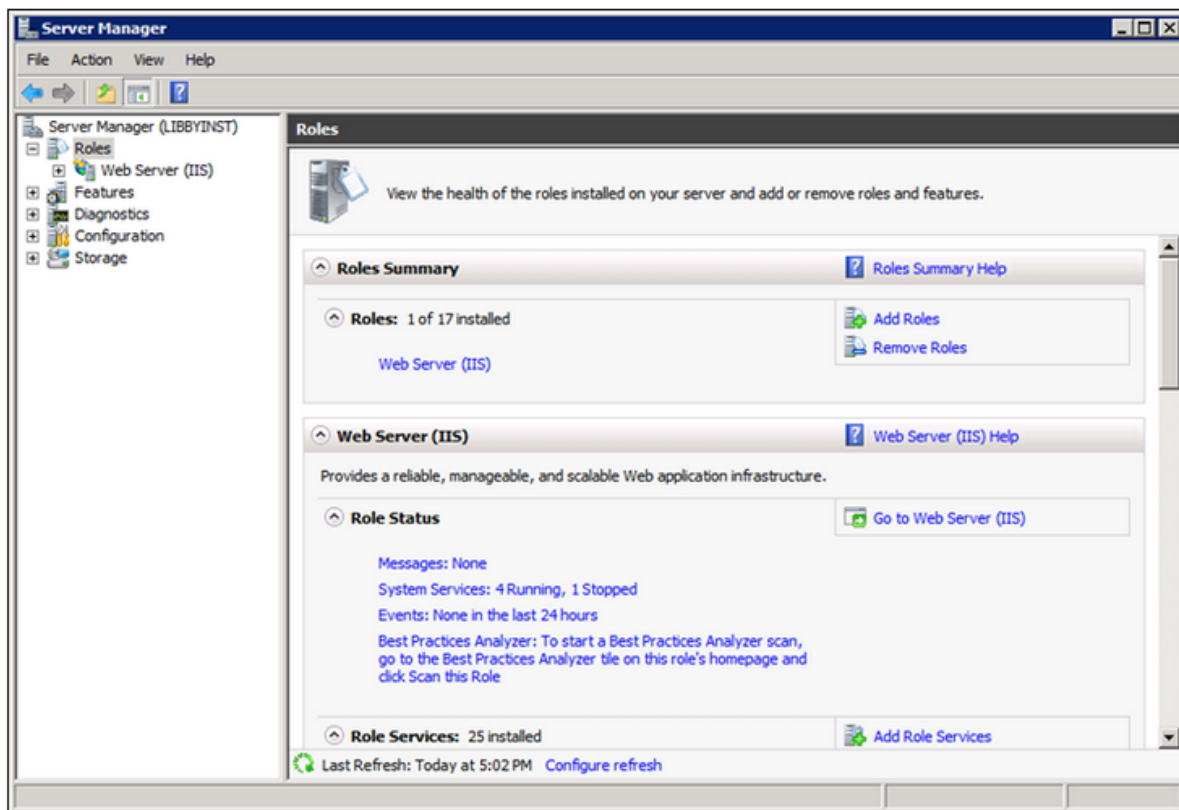 Server Manager
File Action View Help
Server Manager (LIBBYINST)
Roles
Web Server (IIS)
Features
Diagnostics
Configuration
Storage
Roles
View the health of the roles installed on your server and add or remove roles and features.
Roles Summary
Roles Summary Help
Roles: 1 of 17 installed
Add Roles
Remove Roles
Web Server (IIS)
Web Server (IIS)
Web Server (IIS) Help
Provides a reliable, manageable, and scalable Web application infrastructure.
Role Status
Go to Web Server (IIS)
Messages: None
System Services: 4 Running, 1 Stopped
Events: None in the last 24 hours
Best Practices Analyzer: To start a Best Practices Analyzer scan,
go to the Best Practices Analyzer tile on this role's homepage and
click Scan this Role
Role Services: 25 installed
Add Role Services
Last Refresh: Today at 5:02 PM Configure refresh